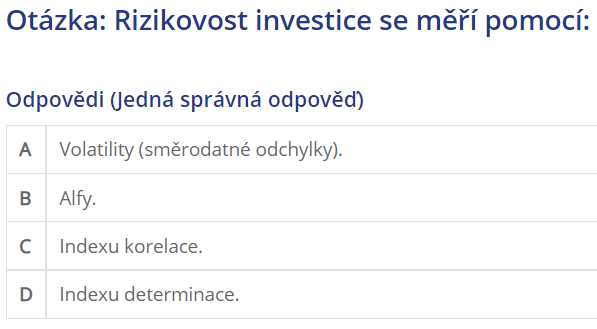 Otázka: Rizikovost investice se měří pomocí:
Odpovědi (Jedná správná odpověď)
A Volatility (směrodatné odchylky).
B Alfy.
C Indexu korelace.
D Indexu determinace.